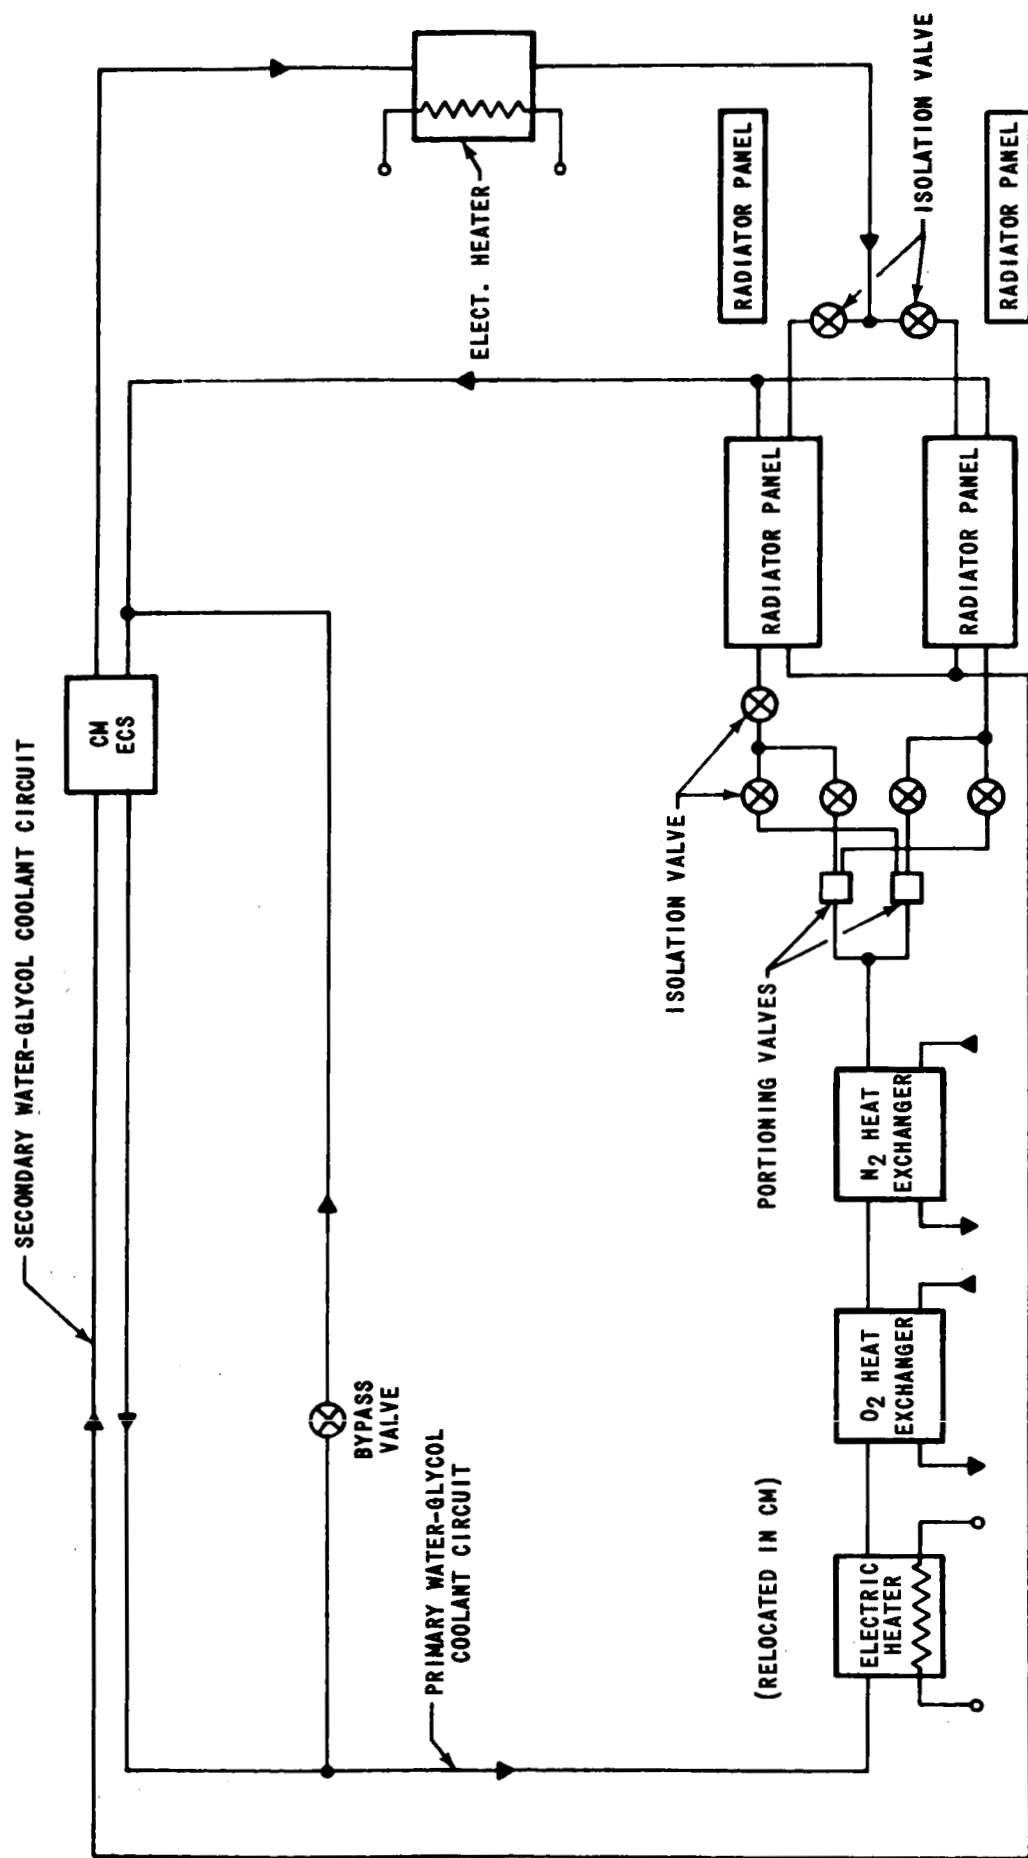 SECONDARY WATER-GLYCOL COOLANT CIRCUIT
CM
ECS
BYPASS
VALVE
PRIMARY WATER-GLYCOL
COOLANT CIRCUIT
ELECT. HEATER
ISOLATION VALVE
PORTIONING VALVES
(RELOCATED IN CM)
ELECTRIC
HEATER
O2 HEAT
EXCHANGER
N2 HEAT
EXCHANGER
RADIATOR PANEL
RADIATOR PANEL
RADIATOR PANEL
RADIATOR PANEL
ISOLATION VALVE